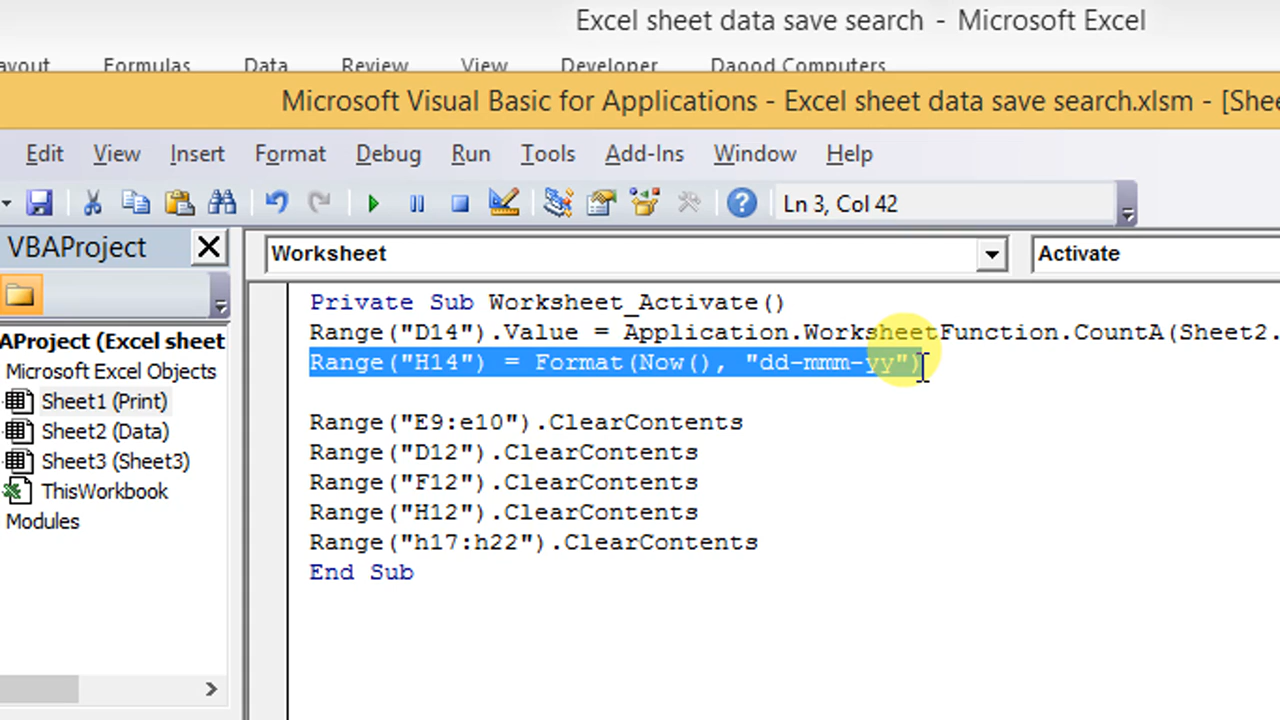 Excel sheet data save search - Microsoft Excel
ayout Formulas Data Review View Developer Daood Computers
Microsoft Visual Basic for Applications - Excel sheet data save search.xlsm - [Shee
Edit View Insert Format Debug Run Tools Add-Ins Window Help
Ln 3, Col 42
VBAProject
Worksheet Activate
AProject (Excel sheet
Microsoft Excel Objects
Sheet1 (Print)
Sheet2 (Data)
Sheet3 (Sheet3)
ThisWorkbook
Modules
Private Sub Worksheet_Activate()
Range("D14").Value = Application.WorksheetFunction.CountA(Sheet2.
Range("H14") = Format(Now(), "dd-mmm-yy")
Range("E9:e10").ClearContents
Range("D12").ClearContents
Range("F12").ClearContents
Range("H12").ClearContents
Range("h17:h22").ClearContents
End Sub